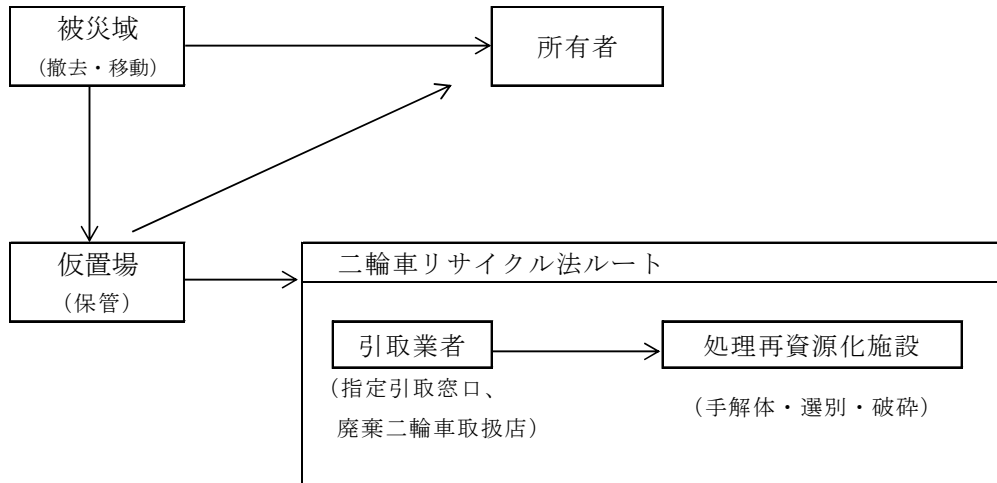 被災域
（撤去・移動）
所有者
仮置場
（保管）
二輪車リサイクル法ルート
引取業者
処理再資源化施設
（指定引取窓口、
廃棄二輪車取扱店）
（手解体・選別・破砕）